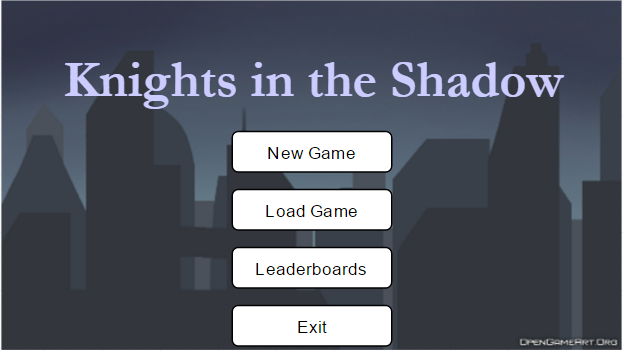 Knights in the Shadow
New Game
Load Game
Leaderboards
Exit
OpenGameArt.Org